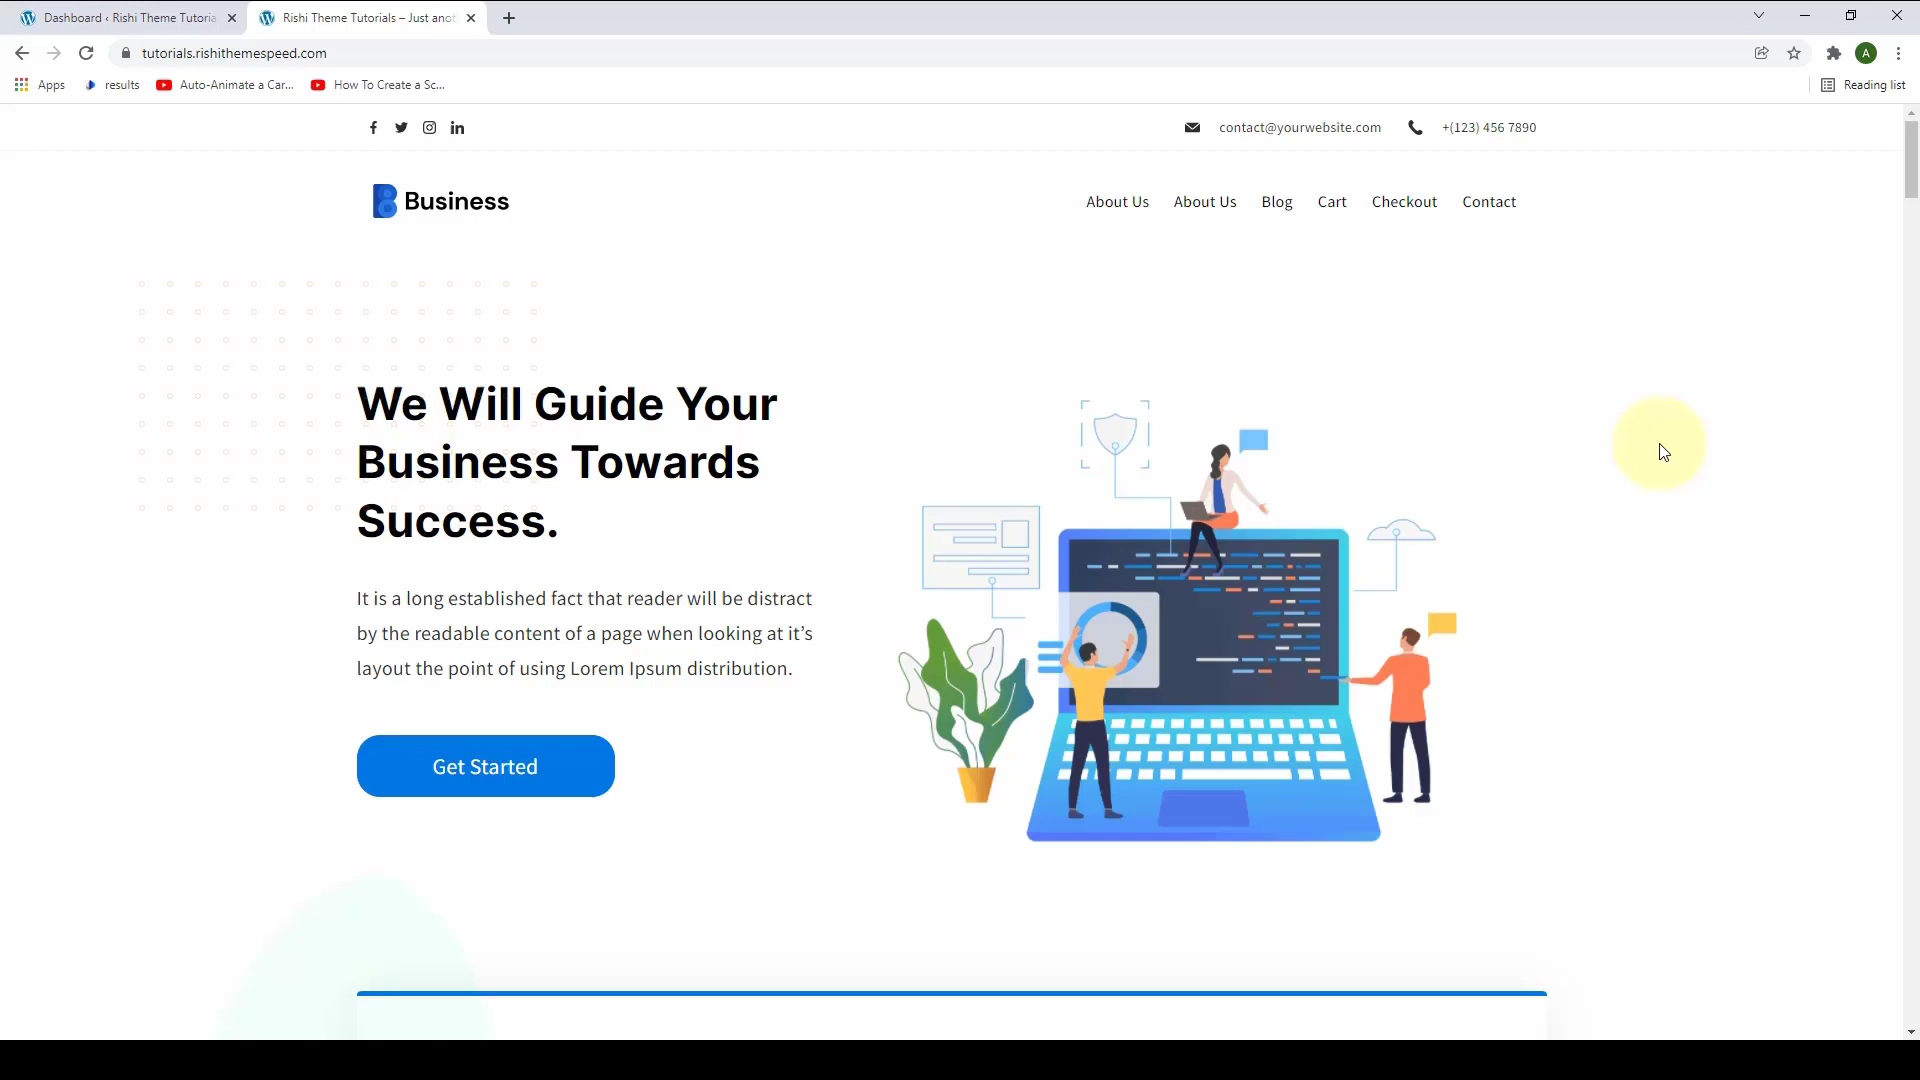 Dashboard ‹ Rishi Theme Tutoria
Rishi Theme Tutorials – Just anot
tutorials.rishithemespeed.com
A
Apps
results
Auto-Animate a Car...
How To Create a Sc...
Reading list
contact@yourwebsite.com
+(123) 456 7890
Business
About Us
About Us
Blog
Cart
Checkout
Contact
We Will Guide Your
Business Towards
Success.
It is a long established fact that reader will be distract
by the readable content of a page when looking at it’s
layout the point of using Lorem Ipsum distribution.
Get Started